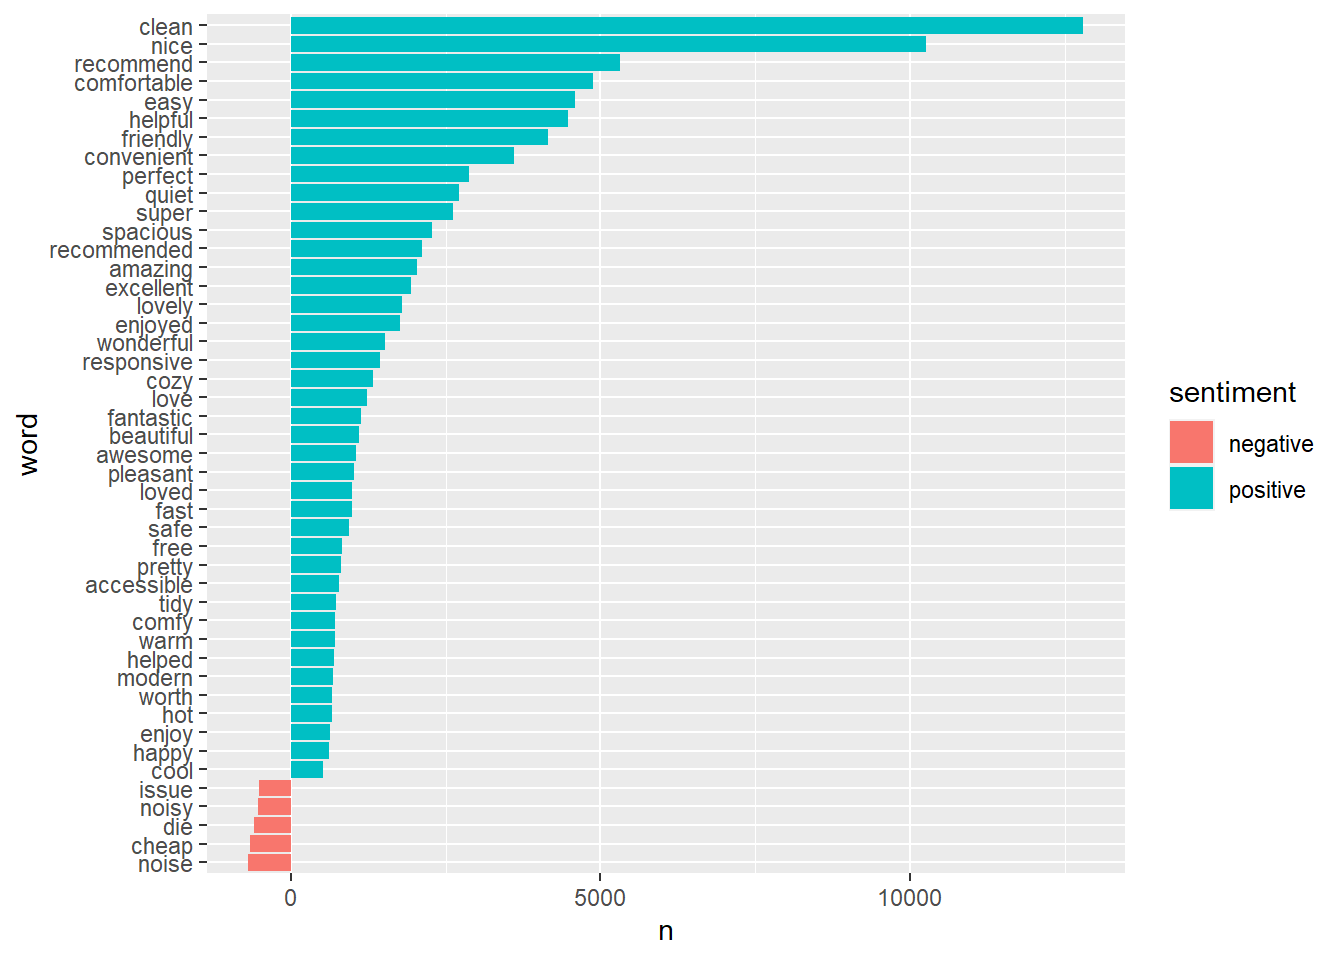 clean
nice
recommend
comfortable
easy
helpful
friendly
convenient
perfect
quiet
super
spacious
recommended
amazing
excellent
lovely
enjoyed
wonderful
responsive
cozy
love
fantastic
beautiful
awesome
pleasant
loved
fast
safe
free
pretty
accessible
tidy
comfy
warm
helped
modern
worth
hot
enjoy
happy
cool
issue
noisy
die
cheap
noise
word
0 5000 10000
n
sentiment
negative
positive